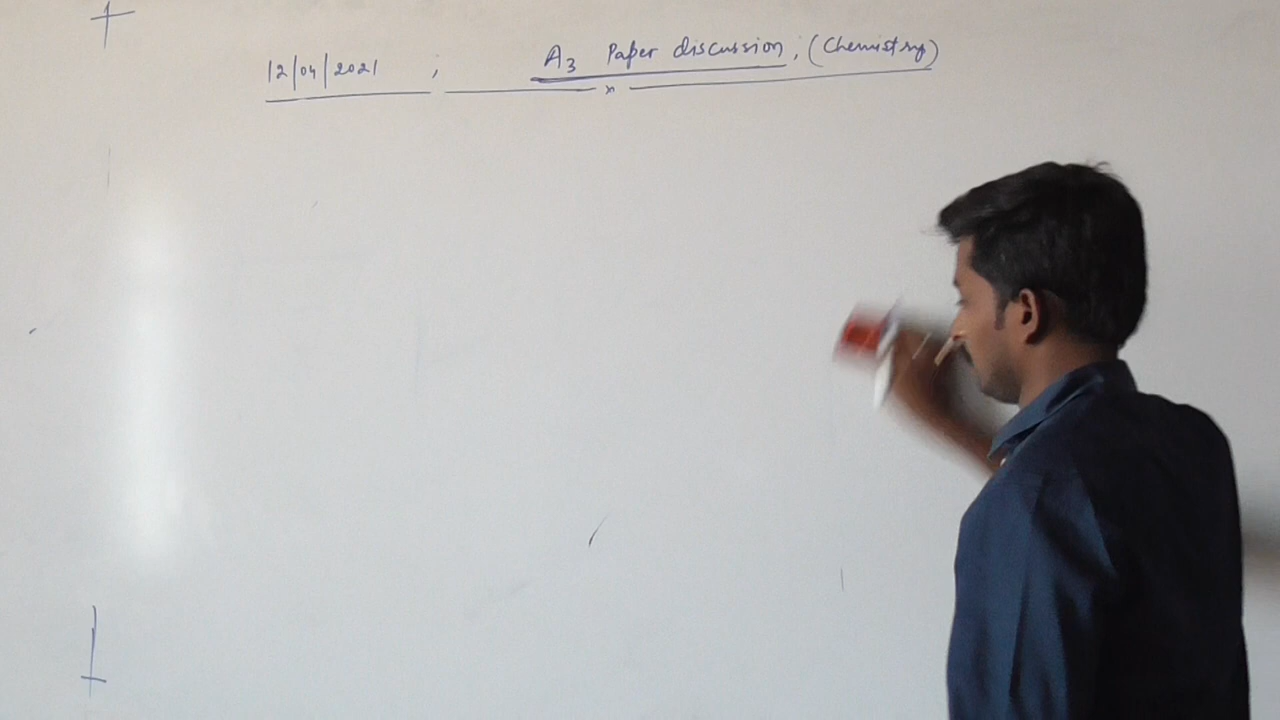 12/04/2021 ; A3 Paper discussion; (Chemistry)